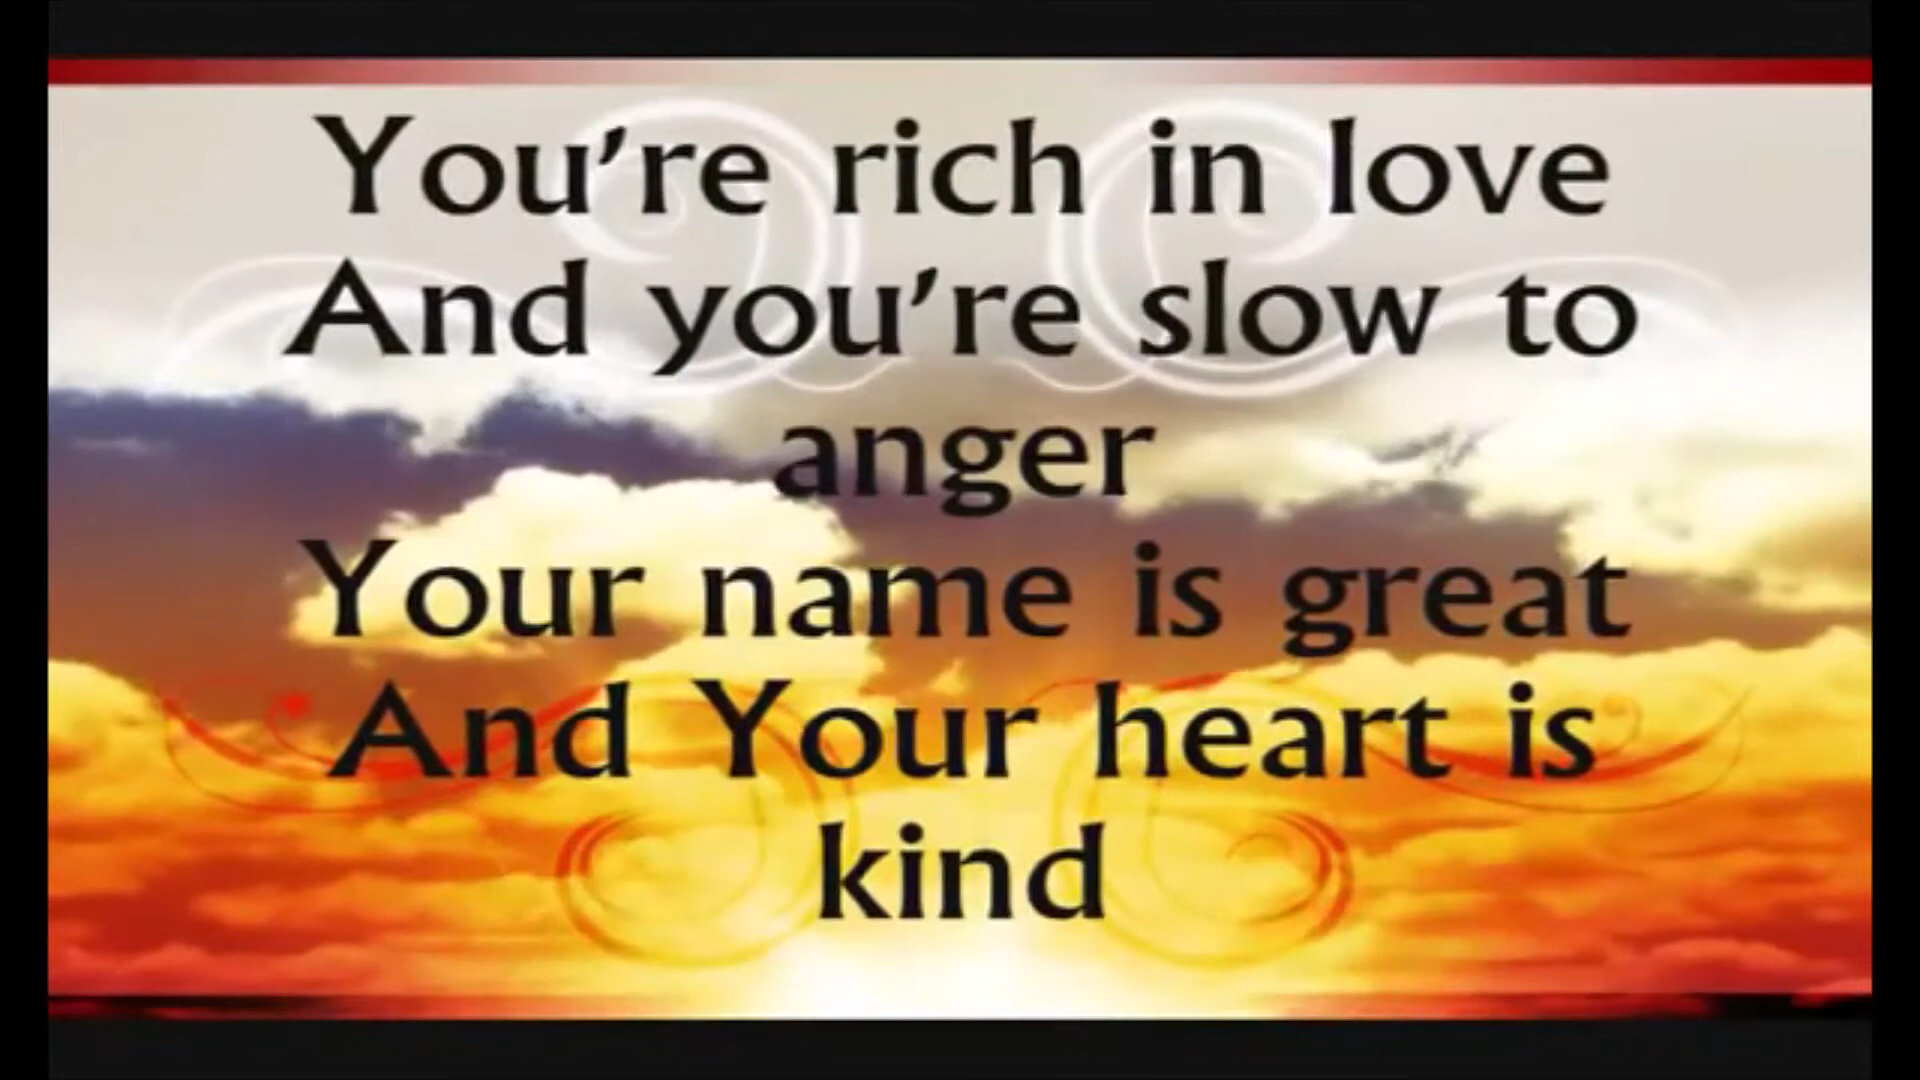 You're rich in love
And you're slow to
anger
Your name is great
And Your heart is
kind